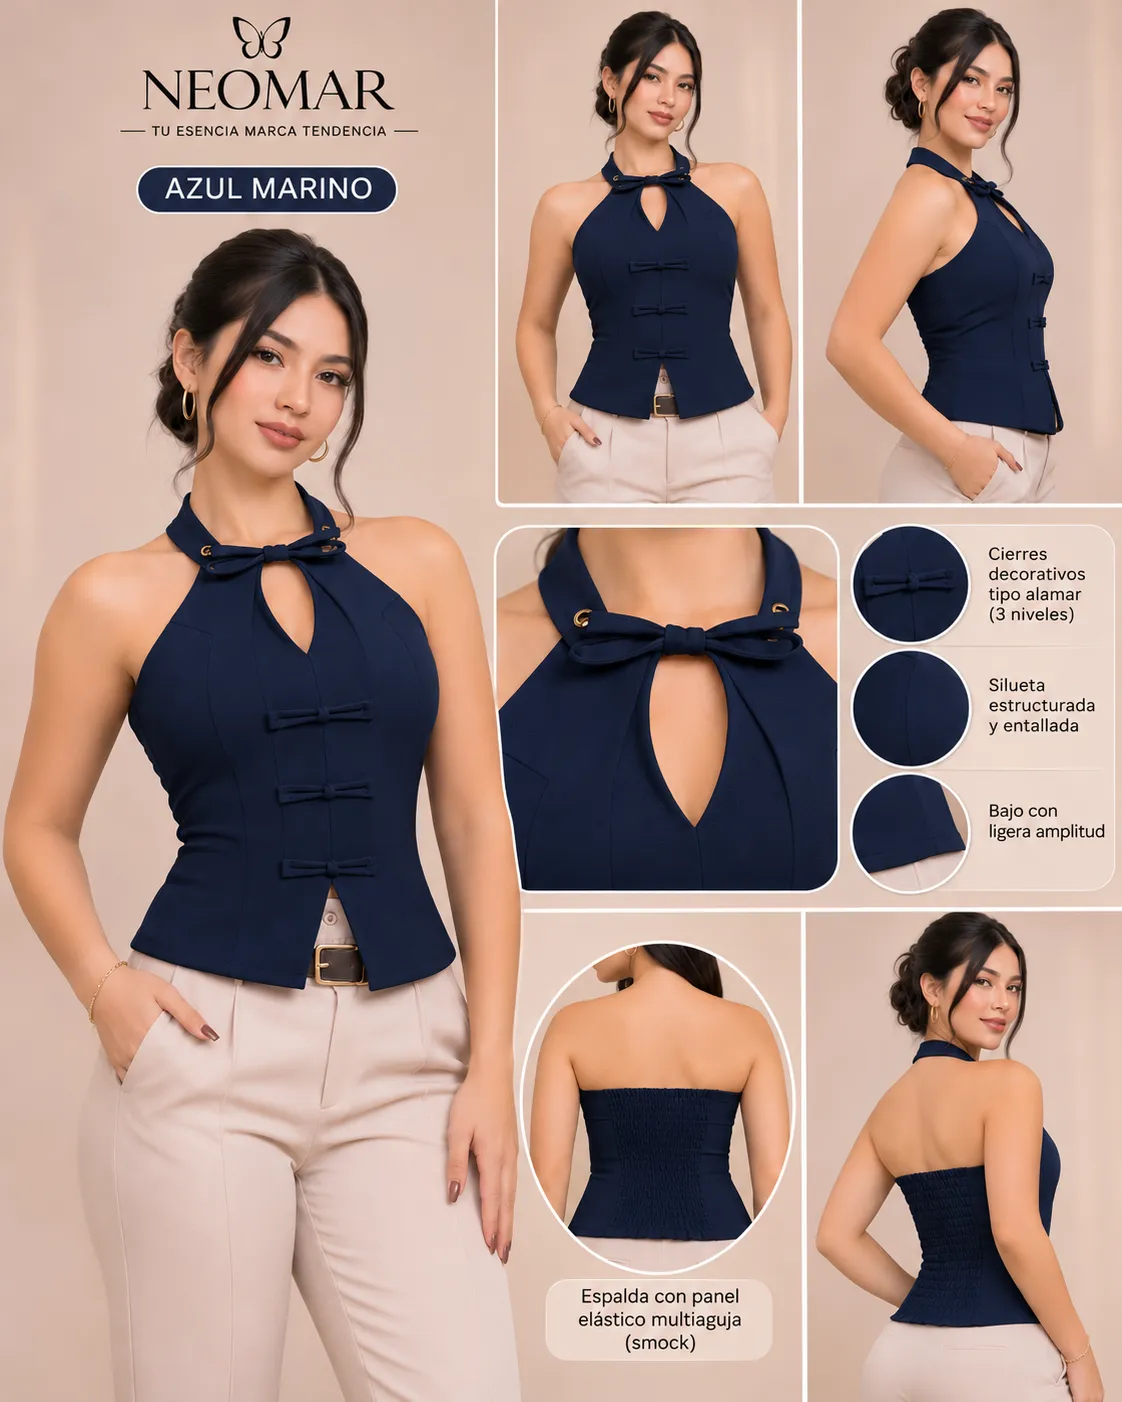 NEOMAR
TU ESENCIA MARCA TENDENCIA
AZUL MARINO
Cierres
decorativos
tipo alamar
(3 niveles)
Silueta
estructurada
y entallada
Bajo con
ligera amplitud
Espalda con panel
elástico multiaguja
(smock)